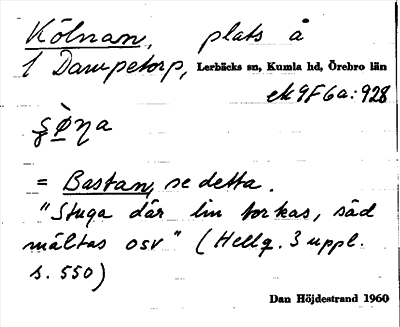 Kölnan, plats å
1 Dampetorp, Lerbäcks sn, Kumla hd, Örebro län
ek 9F6a:928
= Bastan, se detta.
"Stuga där lin torkas, säd
mältas osv" (Hellq. 3 uppl.
s. 550)
Dan Höjdestrand 1960